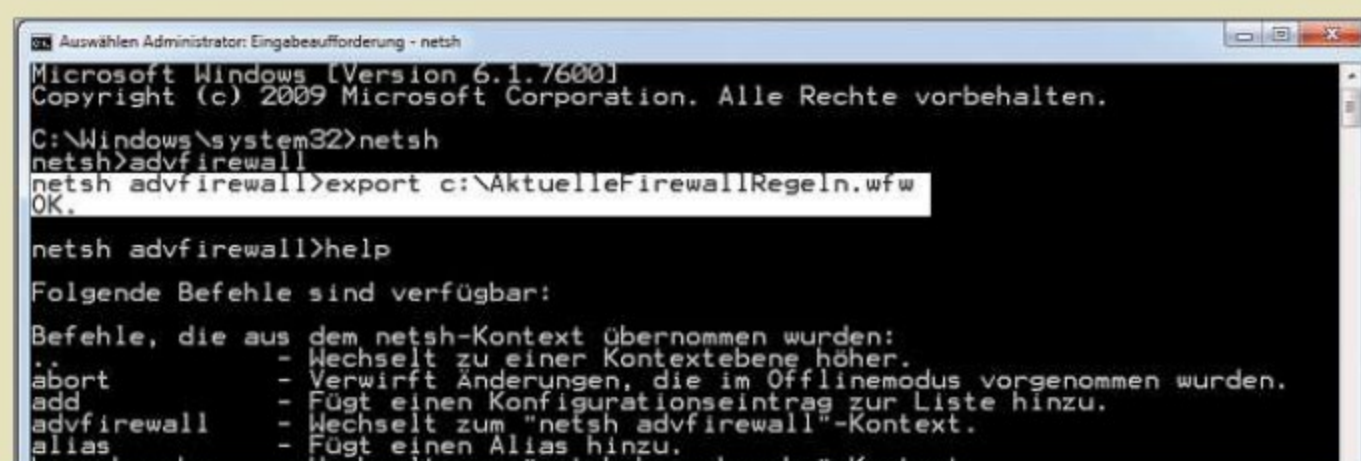 Auswählen Administrator: Eingabeaufforderung - netsh
Microsoft Windows [Version 6.1.7600]
Copyright (c) 2009 Microsoft Corporation. Alle Rechte vorbehalten.
C:\Windows\system32>netsh
netsh>advfirewall
netsh advfirewall>export c:\AktuelleFirewallRegeln.wfw
OK.
netsh advfirewall>help
Folgende Befehle sind verfügbar:
Befehle, die aus dem netsh-Kontext übernommen wurden:
.. - Wechselt zu einer Kontextebene höher.
abort - Verwirft Änderungen, die im Offlinemodus vorgenommen wurden.
add - Fügt einen Konfigurationseintrag zur Liste hinzu.
advfirewall - Wechselt zum "netsh advfirewall"-Kontext.
alias - Fügt einen Alias hinzu.